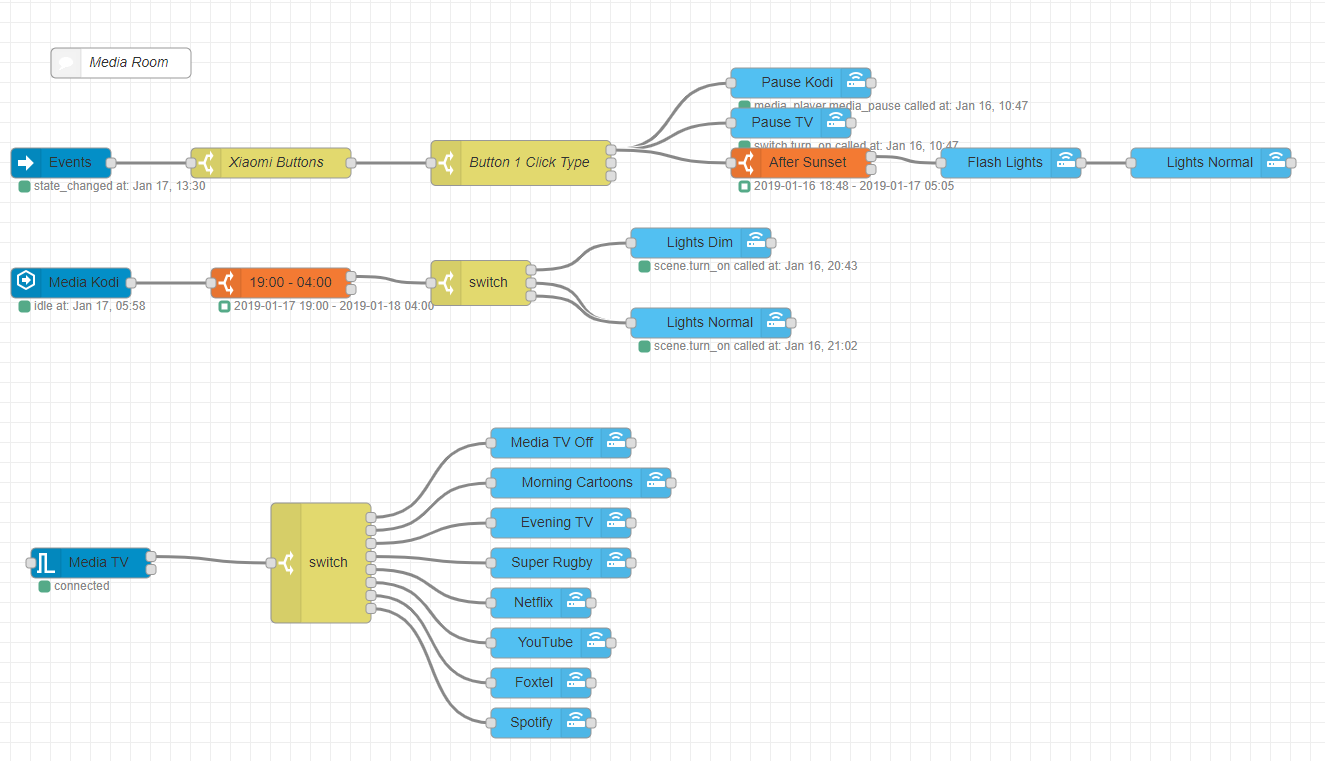 Media Room
Pause Kodi
media_player.media_pause called at: Jan 16, 10:47
Pause TV
switch.turn_on called at: Jan 16, 10:47
Events
Xiaomi Buttons
Button 1 Click Type
After Sunset
Flash Lights
Lights Normal
state_changed at: Jan 17, 13:30
2019-01-16 18:48 - 2019-01-17 05:05
Lights Dim
scene.turn_on called at: Jan 16, 20:43
Media Kodi
19:00 - 04:00
switch
idle at: Jan 17, 05:58
2019-01-17 19:00 - 2019-01-18 04:00
Lights Normal
scene.turn_on called at: Jan 16, 21:02
Media TV Off
Morning Cartoons
Evening TV
Media TV
switch
Super Rugby
connected
Netflix
YouTube
Foxtel
Spotify